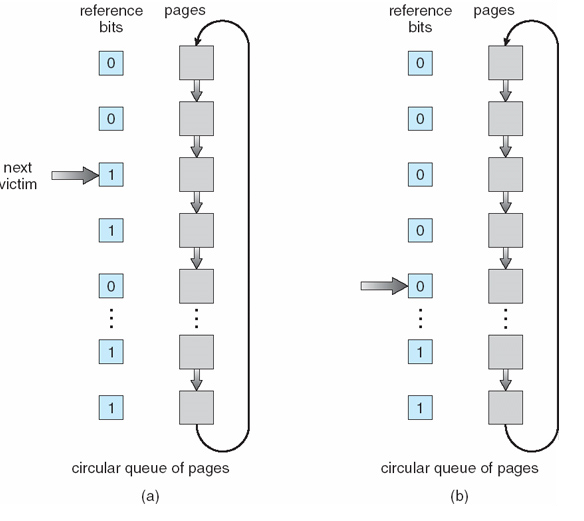 reference
bits
pages
0
0
next
victim
1
1
0
1
1
circular queue of pages
(a)
reference
bits
pages
0
0
0
0
0
1
1
circular queue of pages
(b)